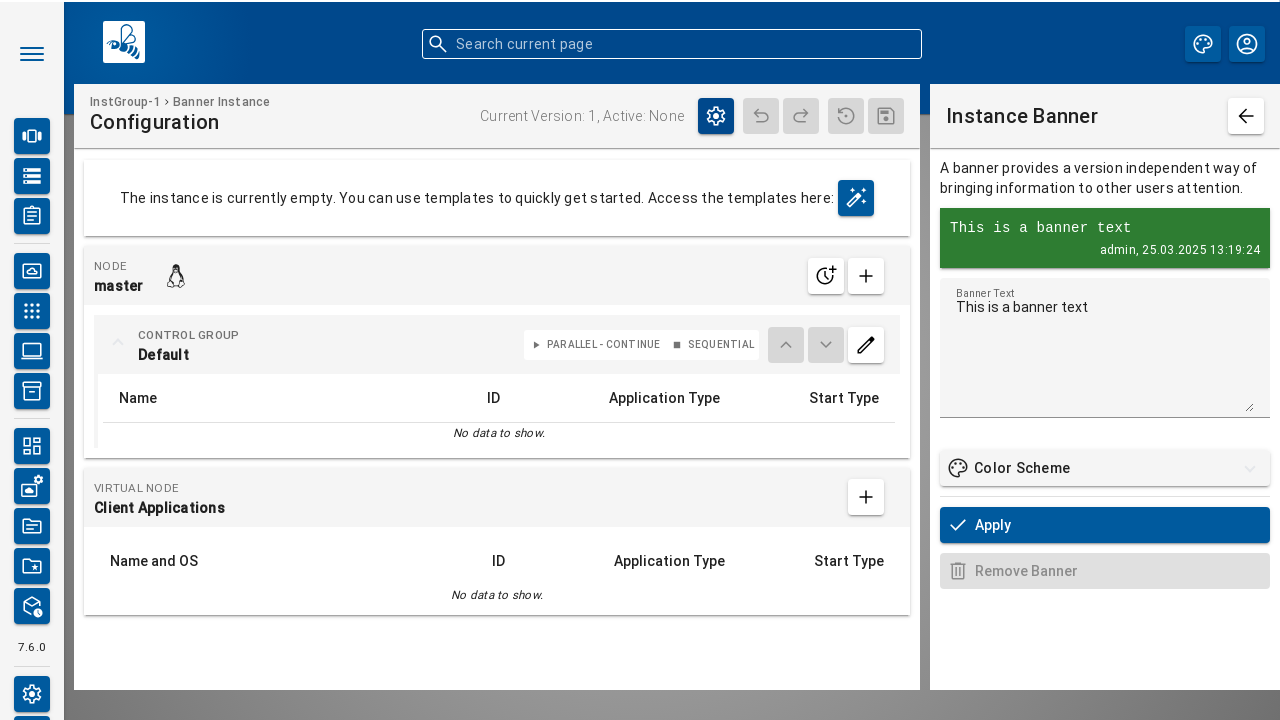 Search current page
InstGroup-1 › Banner Instance
Configuration
Current Version: 1, Active: None
The instance is currently empty. You can use templates to quickly get started. Access the templates here:
NODE
master
CONTROL GROUP
Default
PARALLEL - CONTINUE
SEQUENTIAL
Name ID Application Type Start Type
No data to show.
VIRTUAL NODE
Client Applications
Name and OS ID Application Type Start Type
No data to show.
7.6.0
Instance Banner
A banner provides a version independent way of
bringing information to other users attention.
This is a banner text
admin, 25.03.2025 13:19:24
Banner Text
This is a banner text
Color Scheme
Apply
Remove Banner